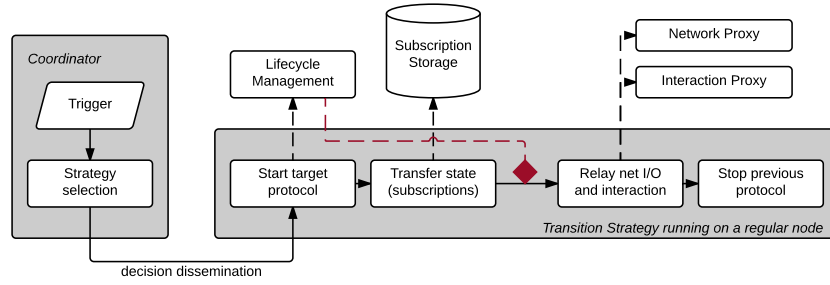 Coordinator
Trigger
Strategy
selection
decision dissemination
Lifecycle
Management
Subscription
Storage
Network Proxy
Interaction Proxy
Start target
protocol
Transfer state
(subscriptions)
Relay net I/O
and interaction
Stop previous
protocol
Transition Strategy running on a regular node